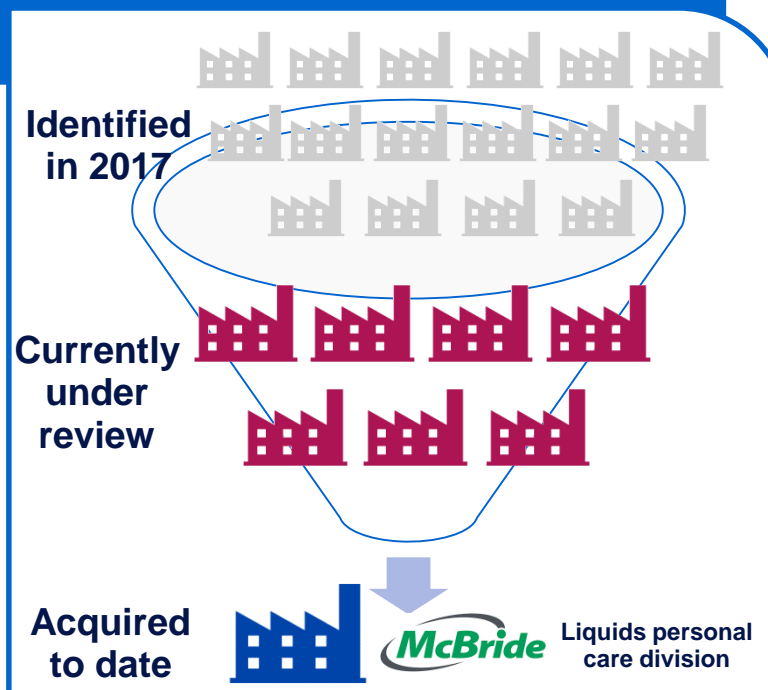 Identified
in 2017
Currently
under
review
Acquired
to date
McBride
Liquids personal
care division